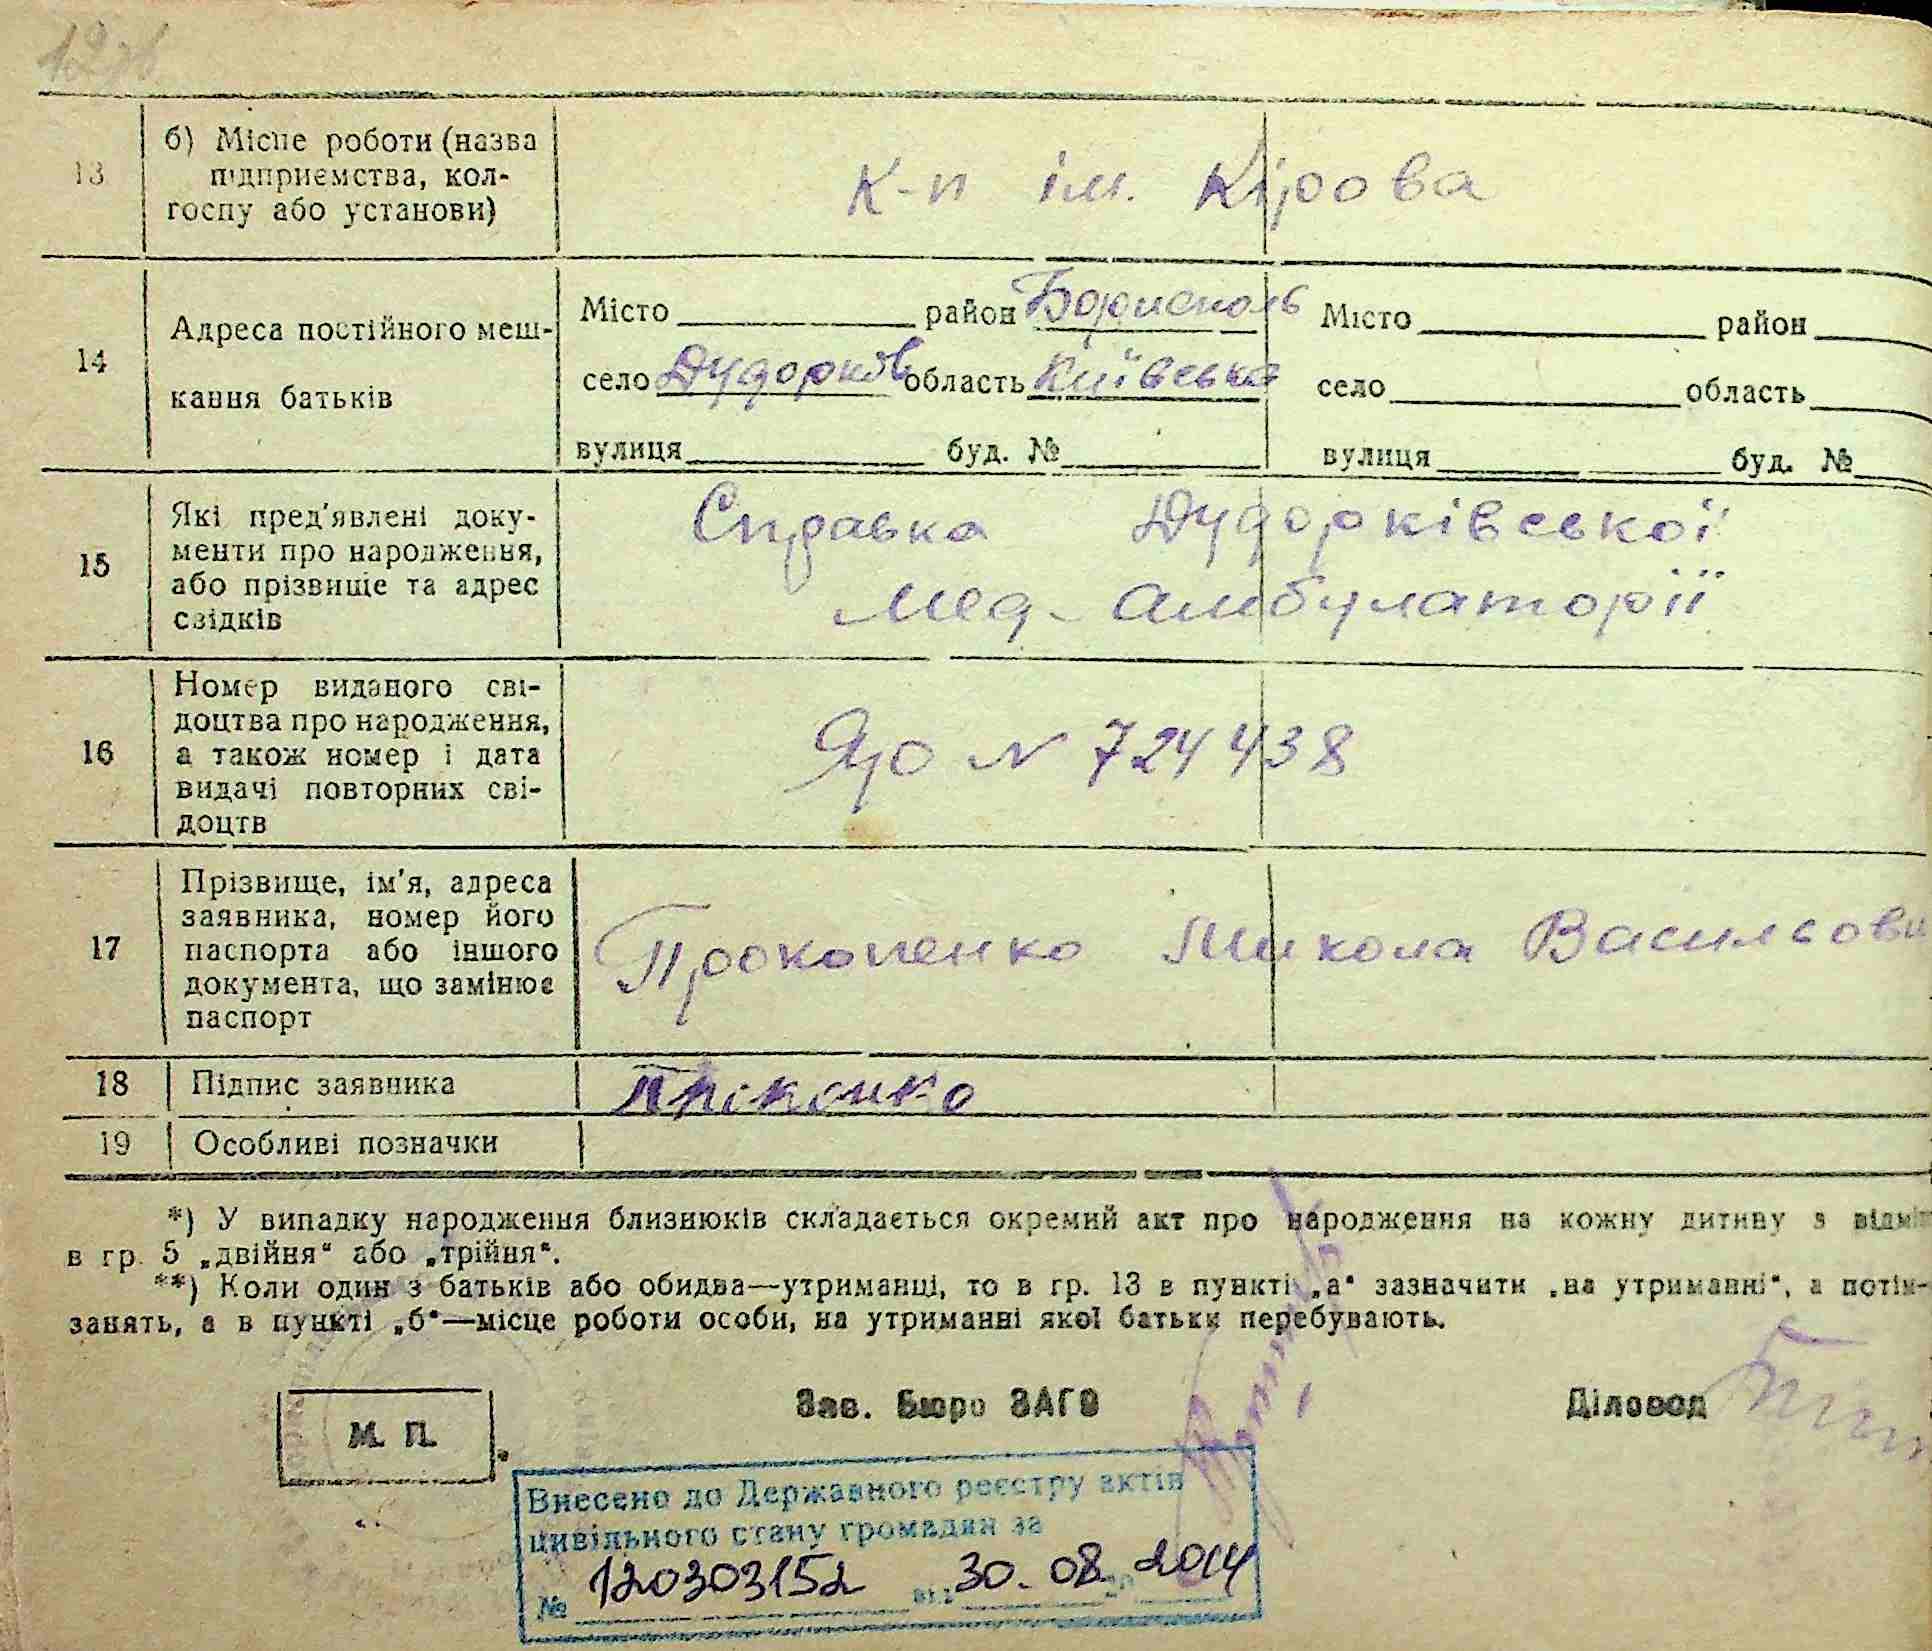 12зв.
13
б) Місце роботи (назва
підприємства, кол-
госпу або установи)
К-п ім. Кірова
14
Адреса постійного меш-
кання батьків
Місто район Бориспольс
село Дударків область Київська
вулиця буд. №
Місто район
село область
вулиця буд. №
15
Які пред'явлені доку-
менти про народження,
або прізвище та адрес
свідків
Справка Дударківської
Мед-амбулаторії
16
Номер виданого сві-
доцтва про народження,
а також номер і дата
видачі повторних сві-
доцтв
N 724438
17
Прізвище, ім'я, адреса
заявника, номер його
паспорта або іншого
документа, що замінює
паспорт
Прокопенко Микола Васильови
18
Підпис заявника
19
Особливі позначки
*) У випадку народження близнюків складається окремий акт про народження на кожну дитину з відміт
в гр. 5 „двійня“ або „трійня“.
**) Коли один з батьків або обидва—утриманці, то в гр. 13 в пункті „а“ зазначити „на утриманні“, а потім-
занять, а в пункті „б“—місце роботи особи, на утриманні якої батьки перебувають.
М. П.
Зав. Бюро ЗАГС
Діловод
Внесено до Державного реєстру актів
цивільного стану громадян за
№ 120303152 від 30.08.2014